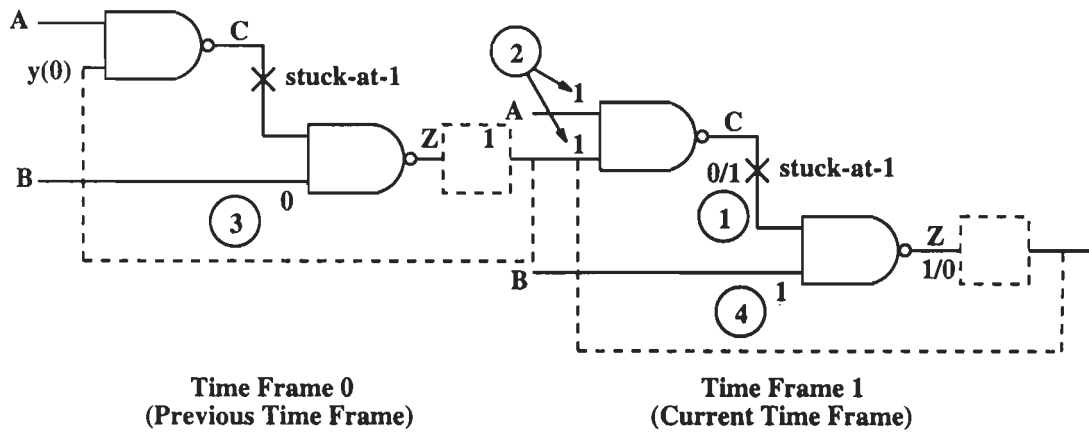 A
C
y(0)
stuck-at-1
B
0
3
Z
1
2
1
A
1
C
0/1
stuck-at-1
1
B
1
4
Z
1/0
Time Frame 0
(Previous Time Frame)
Time Frame 1
(Current Time Frame)